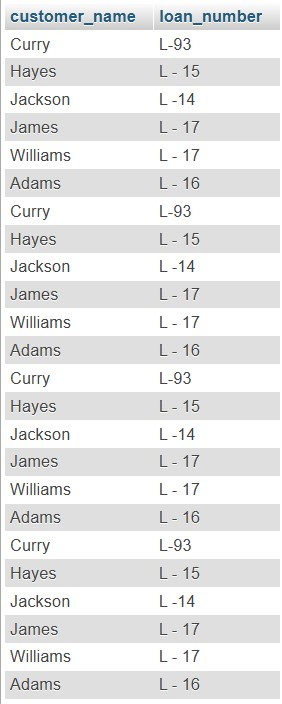 customer_name loan_number
Curry L-93
Hayes L - 15
Jackson L -14
James L - 17
Williams L - 17
Adams L - 16
Curry L-93
Hayes L - 15
Jackson L -14
James L - 17
Williams L - 17
Adams L - 16
Curry L-93
Hayes L - 15
Jackson L -14
James L - 17
Williams L - 17
Adams L - 16
Curry L-93
Hayes L - 15
Jackson L -14
James L - 17
Williams L - 17
Adams L - 16